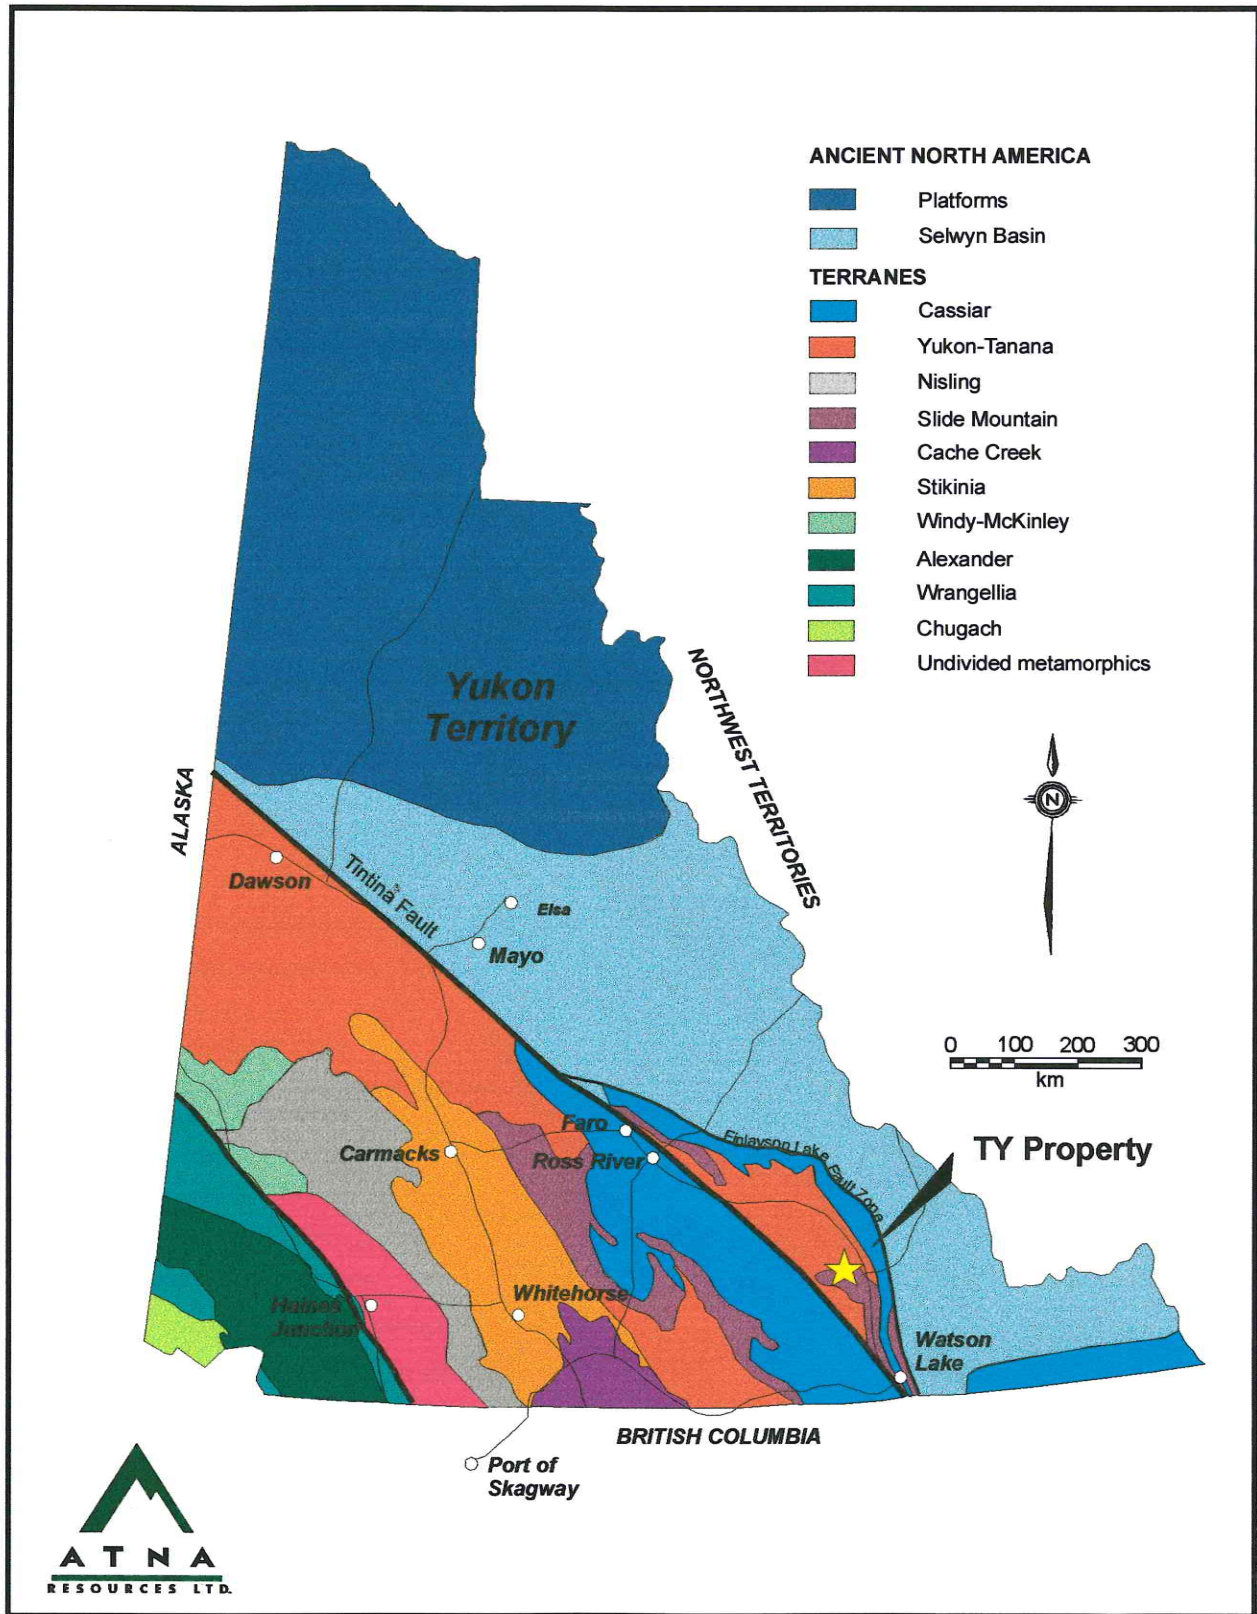 ANCIENT NORTH AMERICA
Platforms
Selwyn Basin
TERRANES
Cassiar
Yukon-Tanana
Nisling
Slide Mountain
Cache Creek
Stikinia
Windy-McKinley
Alexander
Wrangellia
Chugach
Undivided metamorphics
Yukon
Territory
NORTHWEST TERRITORIES
ALASKA
N
Dawson
Tintina Fault
Elsa
Mayo
0 100 200 300
km
Faro
Ross River
Carmacks
Finlayson Lake Fault Zone
TY Property
Whitehorse
Haines
Junction
Watson
Lake
BRITISH COLUMBIA
Port of
Skagway
ATNA
RESOURCES LTD.